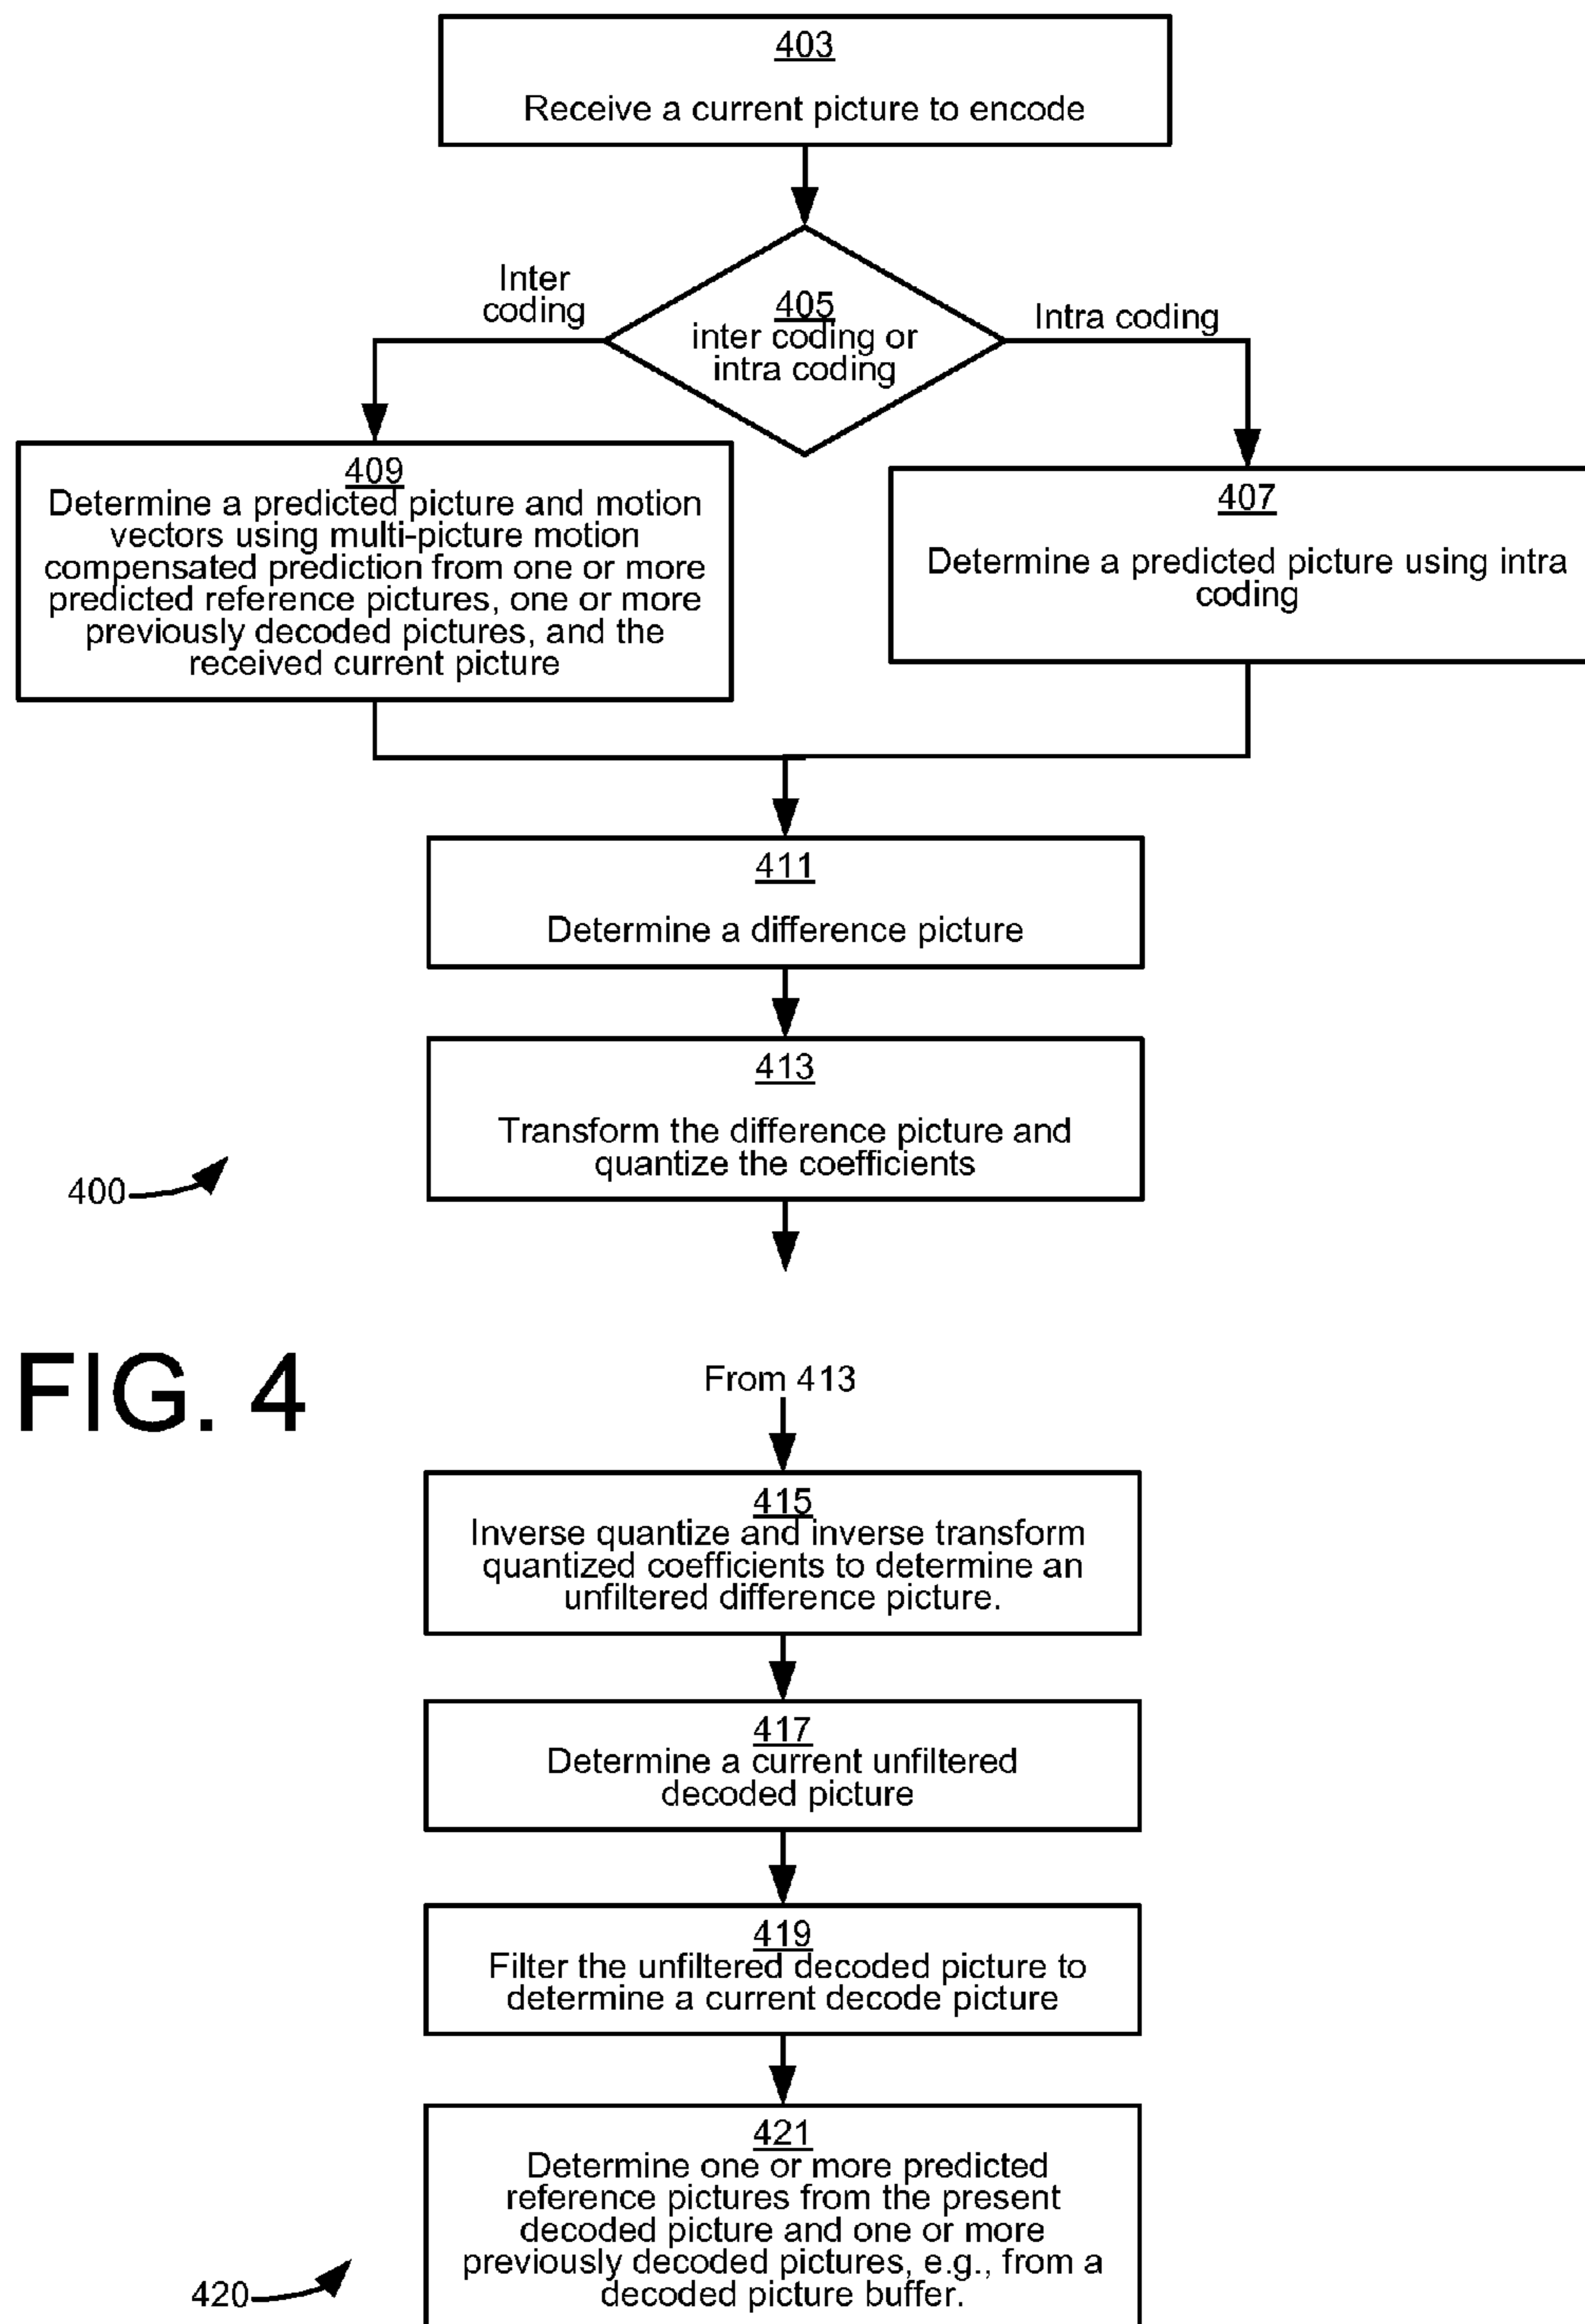 403
Receive a current picture to encode
Inter
coding
405
inter coding or
intra coding
Intra coding
409
Determine a predicted picture and motion
vectors using multi-picture motion
compensated prediction from one or more
predicted reference pictures, one or more
previously decoded pictures, and the
received current picture
407
Determine a predicted picture using intra
coding
411
Determine a difference picture
413
Transform the difference picture and
quantize the coefficients
400
FIG. 4
From 413
415
Inverse quantize and inverse transform
quantized coefficients to determine an
unfiltered difference picture.
417
Determine a current unfiltered
decoded picture
419
Filter the unfiltered decoded picture to
determine a current decode picture
421
Determine one or more predicted
reference pictures from the present
decoded picture and one or more
previously decoded pictures, e.g., from a
decoded picture buffer.
420